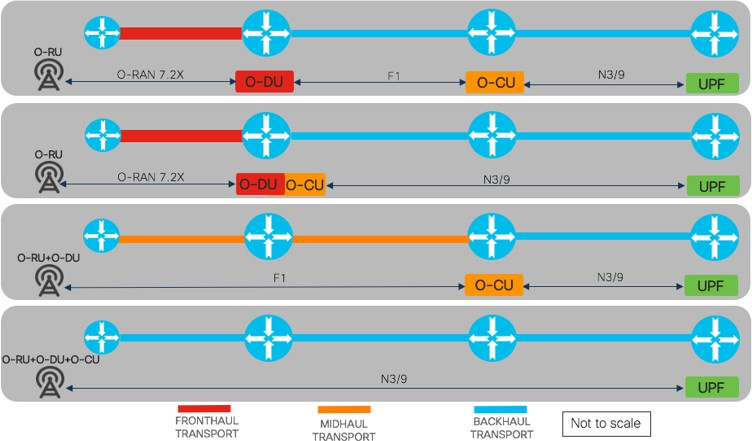 O-RU
O-RAN 7.2X
O-DU
F1
O-CU
N3/9
UPF
O-RU
O-RAN 7.2X
O-DU
O-CU
N3/9
UPF
O-RU+O-DU
F1
O-CU
N3/9
UPF
O-RU+O-DU+O-CU
N3/9
UPF
FRONTHAUL
TRANSPORT
MIDHAUL
TRANSPORT
BACKHAUL
TRANSPORT
Not to scale